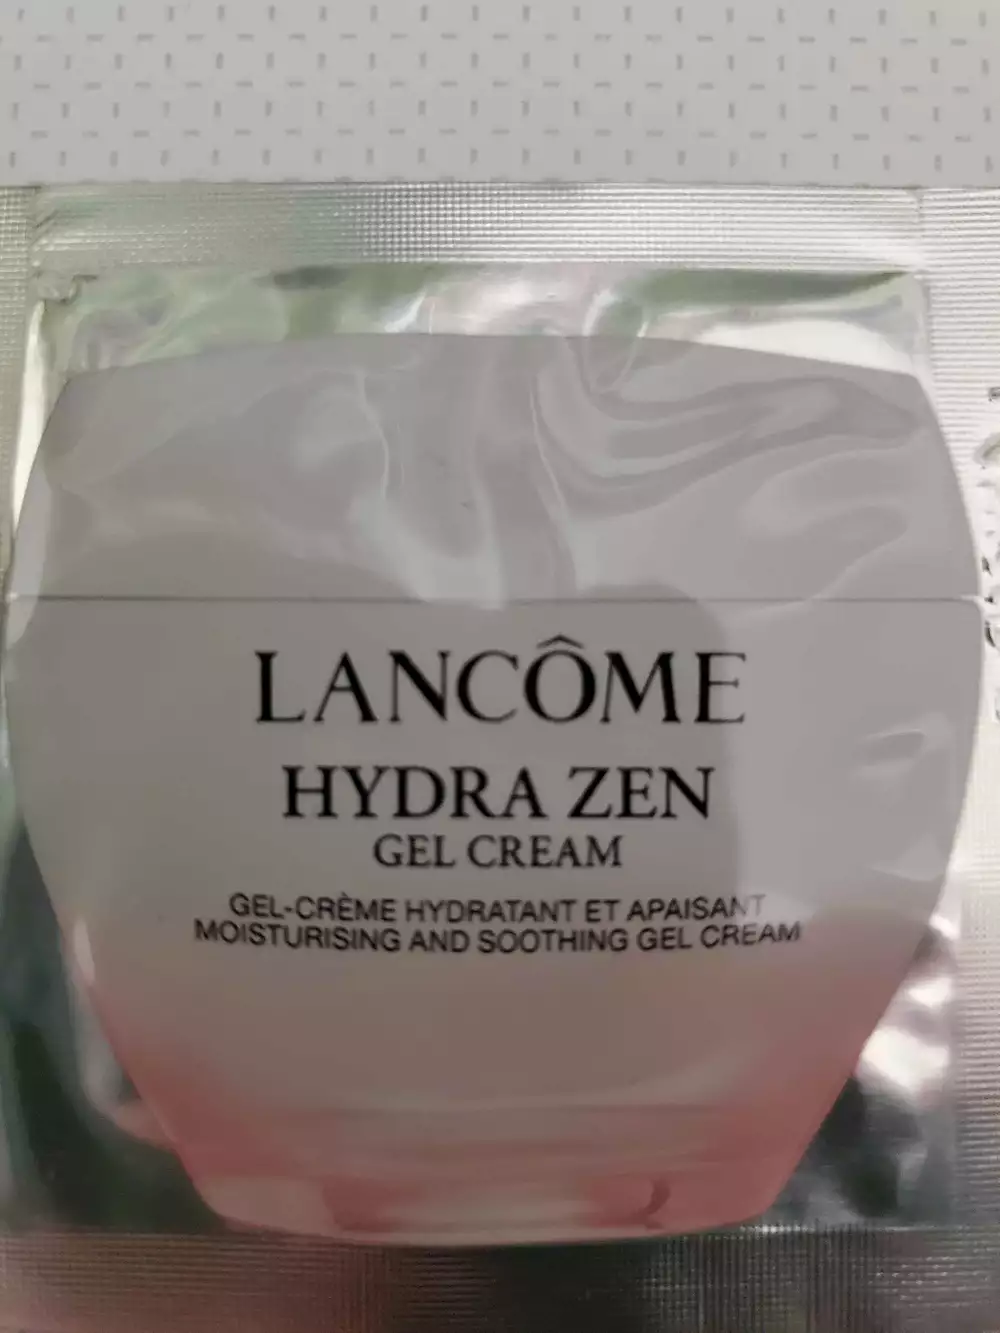 LANCÔME
HYDRA ZEN
GEL CREAM
GEL-CRÈME HYDRATANT ET APAISANT
MOISTURISING AND SOOTHING GEL CREAM